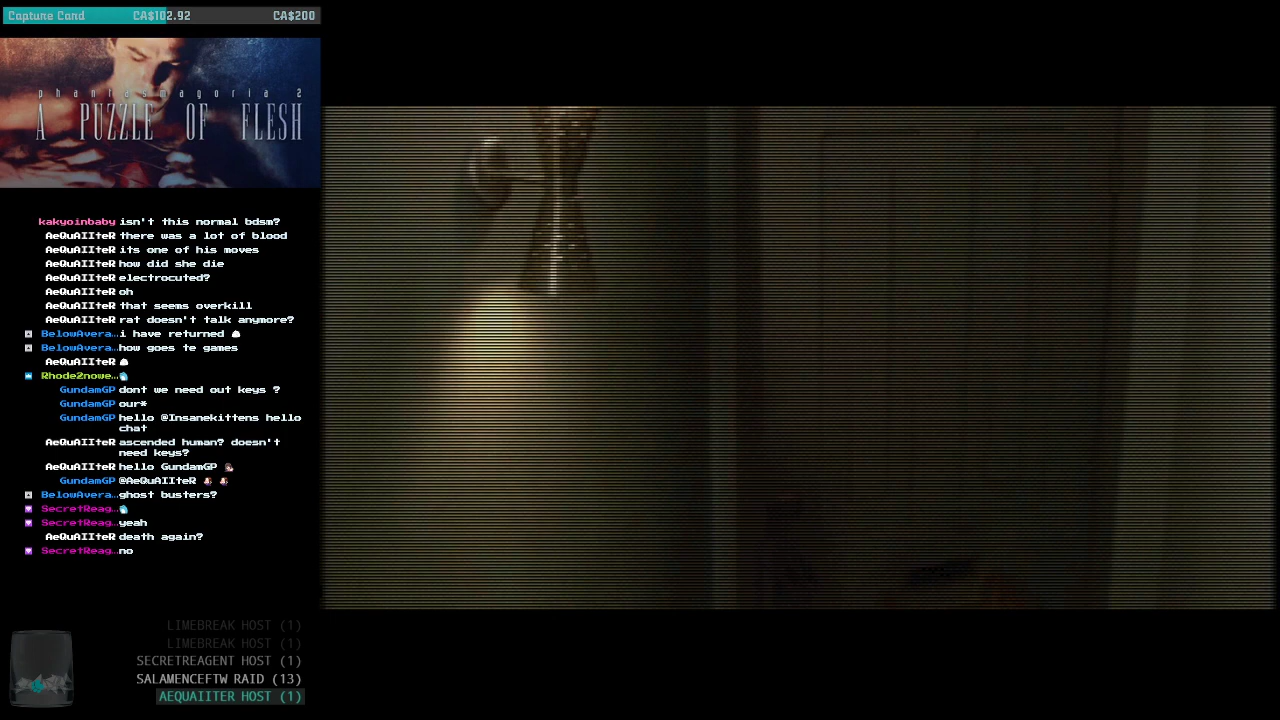 Capture Card CA$102.92 CA$200
phantasmagoria 2
A PUZZLE OF FLESH
kakyoinbaby isn't this normal bdsm?
AeQuAIIteR there was a lot of blood
AeQuAIIteR its one of his moves
AeQuAIIteR how did she die
AeQuAIIteR electrocuted?
AeQuAIIteR oh
AeQuAIIteR that seems overkill
AeQuAIIteR rat doesn't talk anymore?
BelowAvera… i have returned
BelowAvera… how goes te games
AeQuAIIteR
Rhode2nowe…
GundamGP dont we need out keys ?
GundamGP our*
GundamGP hello @Insanekittens hello
chat
AeQuAIIteR ascended human? doesn't
need keys?
AeQuAIIteR hello GundamGP
GundamGP @AeQuAIIteR
BelowAvera… ghost busters?
SecretReag…
SecretReag… yeah
AeQuAIIteR death again?
SecretReag… no
LIMEBREAK HOST (1)
LIMEBREAK HOST (1)
SECRETREAGENT HOST (1)
SALAMENCEFTW RAID (13)
AEQUAIITER HOST (1)